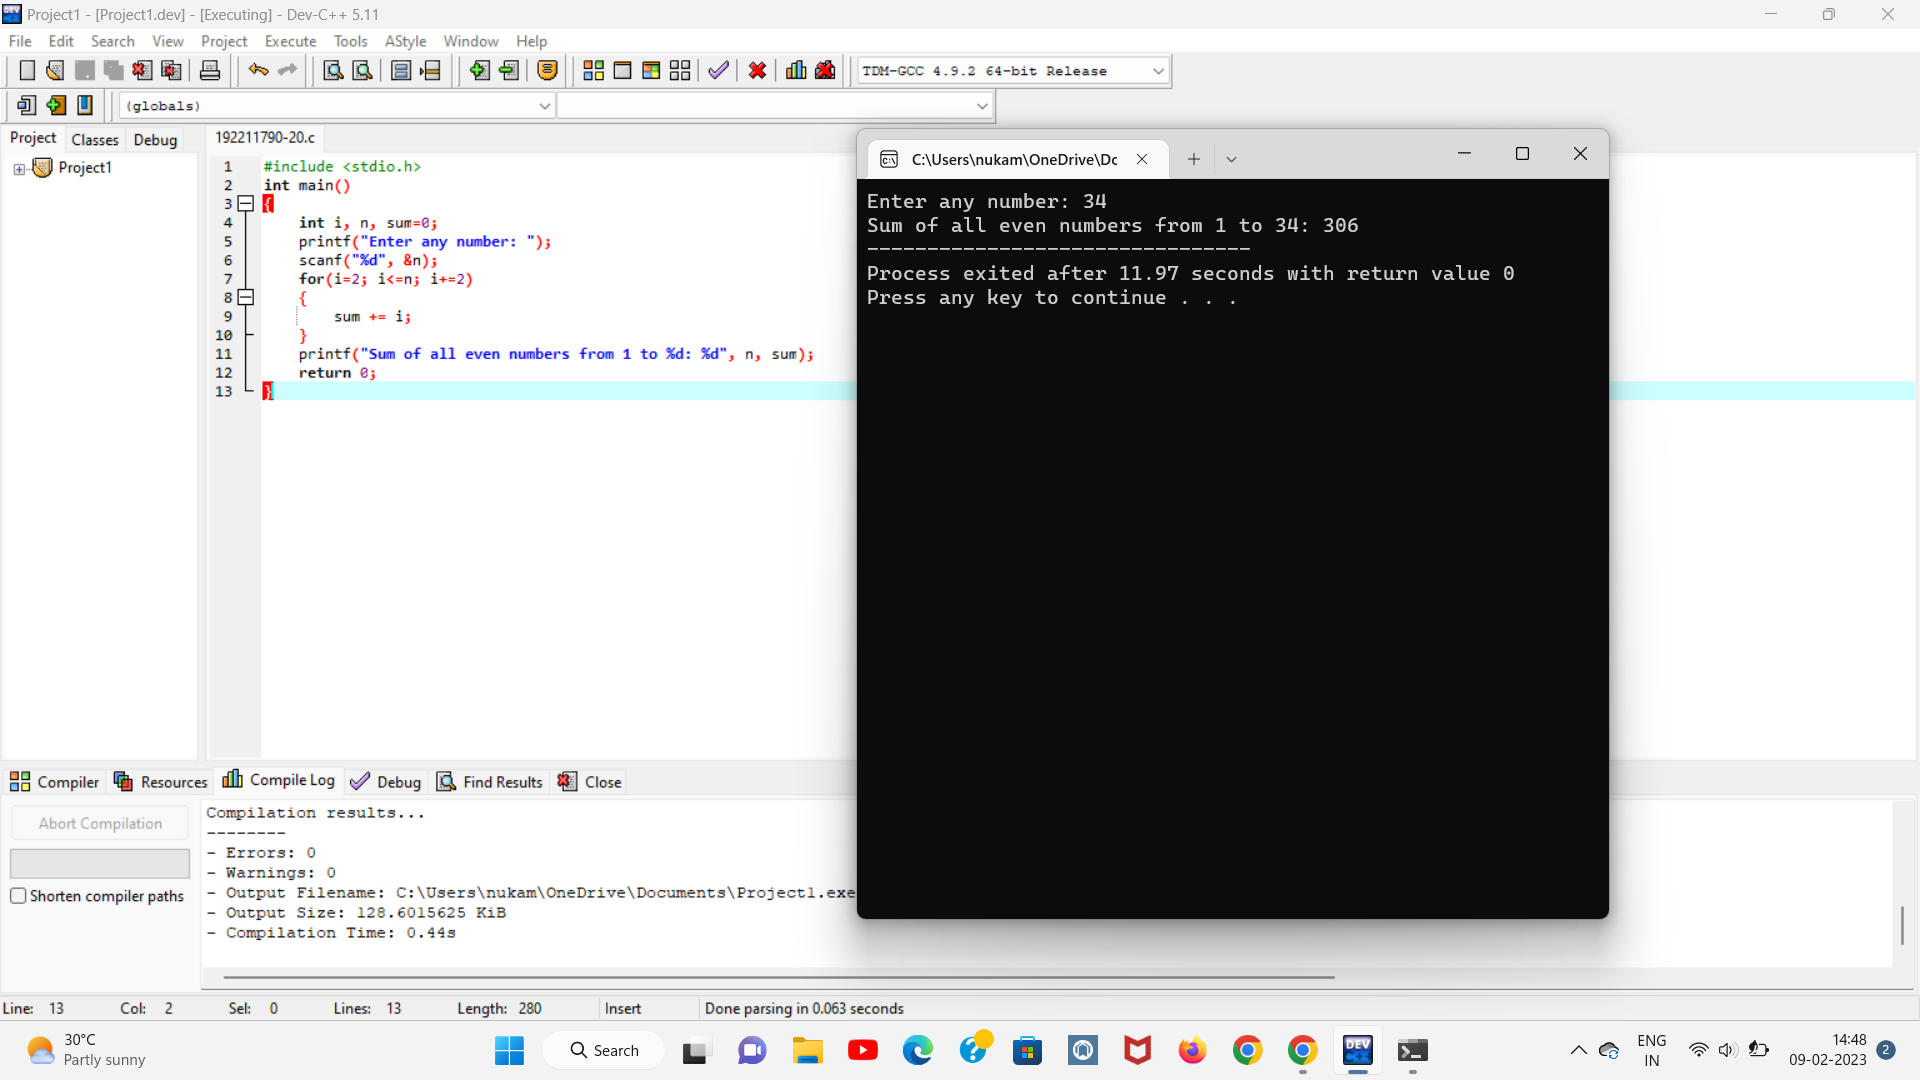 Project1 - [Project1.dev] - [Executing] - Dev-C++ 5.11
File Edit Search View Project Execute Tools AStyle Window Help
TDM-GCC 4.9.2 64-bit Release
(globals)
Project Classes Debug
192211790-20.c
Project1
1 #include <stdio.h>
2 int main()
3 {
4 int i, n, sum=0;
5 printf("Enter any number: ");
6 scanf("%d", &n);
7 for(i=2; i<=n; i+=2)
8 {
9 sum += i;
10 }
11 printf("Sum of all even numbers from 1 to %d: %d", n, sum);
12 return 0;
13 }
C:\Users\nukam\OneDrive\Dc
Enter any number: 34
Sum of all even numbers from 1 to 34: 306
--------------------------------
Process exited after 11.97 seconds with return value 0
Press any key to continue . . .
Compiler Resources Compile Log Debug Find Results Close
Abort Compilation
Shorten compiler paths
Compilation results...
--------
- Errors: 0
- Warnings: 0
- Output Filename: C:\Users\nukam\OneDrive\Documents\Project1.exe
- Output Size: 128.6015625 KiB
- Compilation Time: 0.44s
Line: 13 Col: 2 Sel: 0 Lines: 13 Length: 280 Insert Done parsing in 0.063 seconds
30°C
Partly sunny
Search
DEV
C++
ENG
IN
14:48
09-02-2023
2